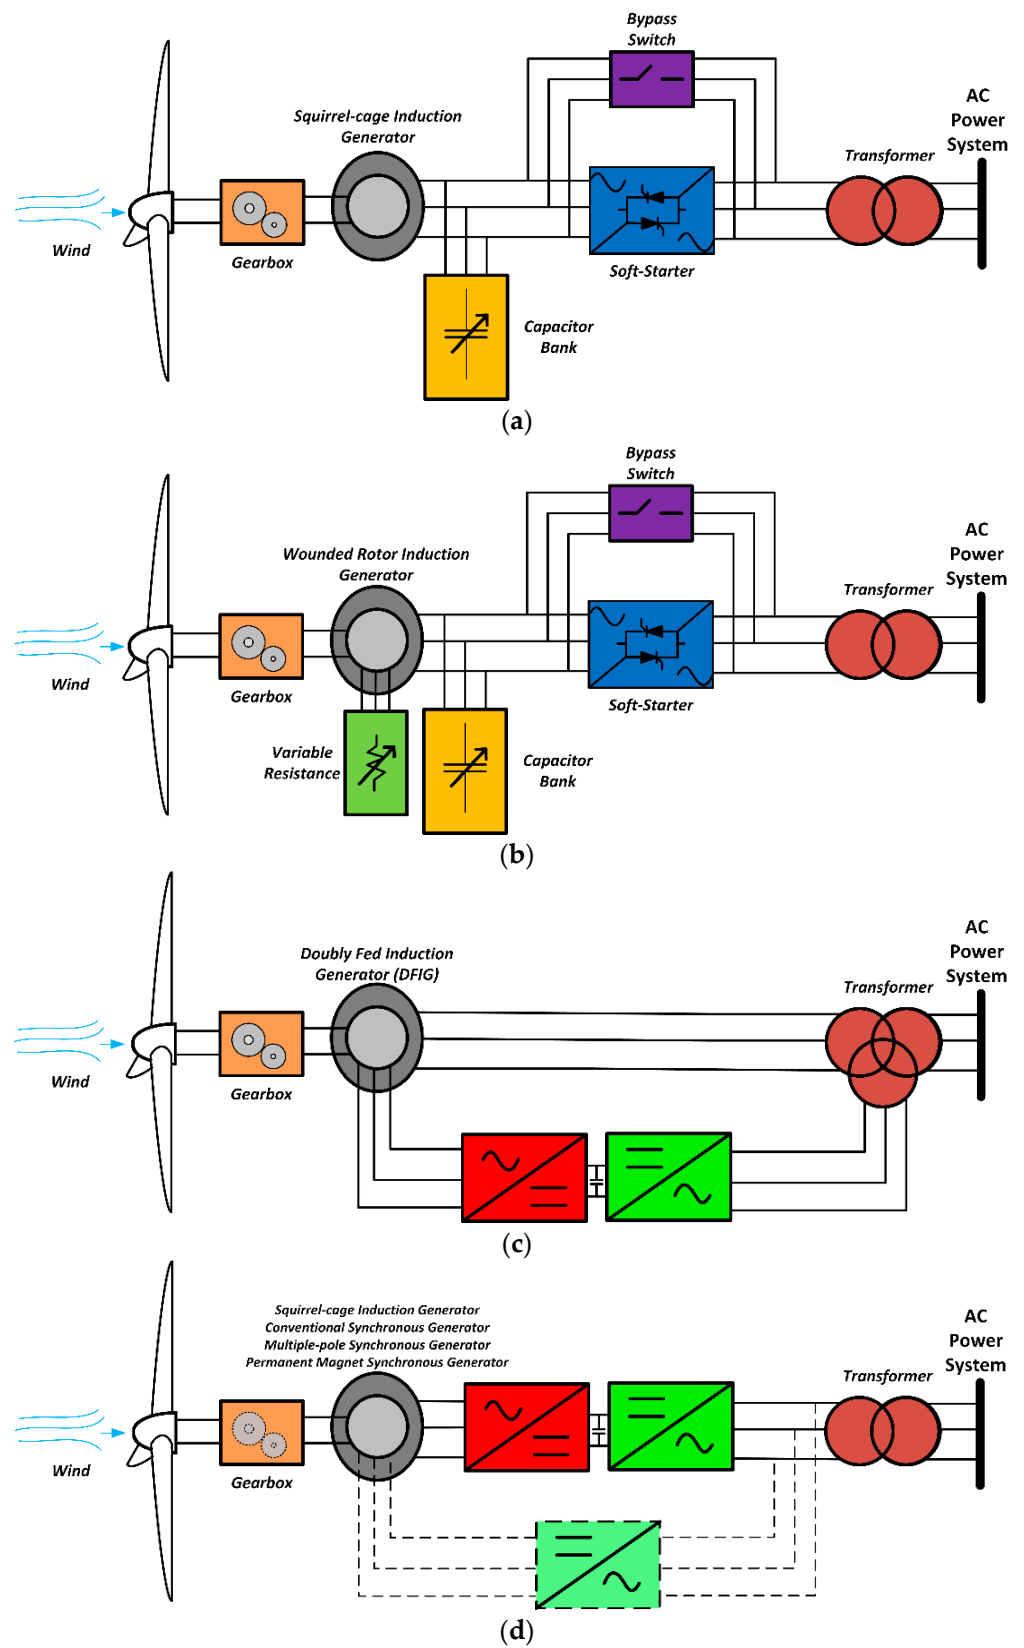 Bypass
Switch
AC
Power
System
Squirrel-cage Induction
Generator
Transformer
Wind
Gearbox
Soft-Starter
Capacitor
Bank
(a)
Bypass
Switch
AC
Power
System
Wounded Rotor Induction
Generator
Transformer
Wind
Gearbox
Soft-Starter
Variable
Resistance
Capacitor
Bank
(b)
AC
Power
System
Doubly Fed Induction
Generator (DFIG)
Transformer
Wind
Gearbox
(c)
Squirrel-cage Induction Generator
Conventional Synchronous Generator
Multiple-pole Synchronous Generator
Permanent Magnet Synchronous Generator
AC
Power
System
Transformer
Wind
Gearbox
(d)